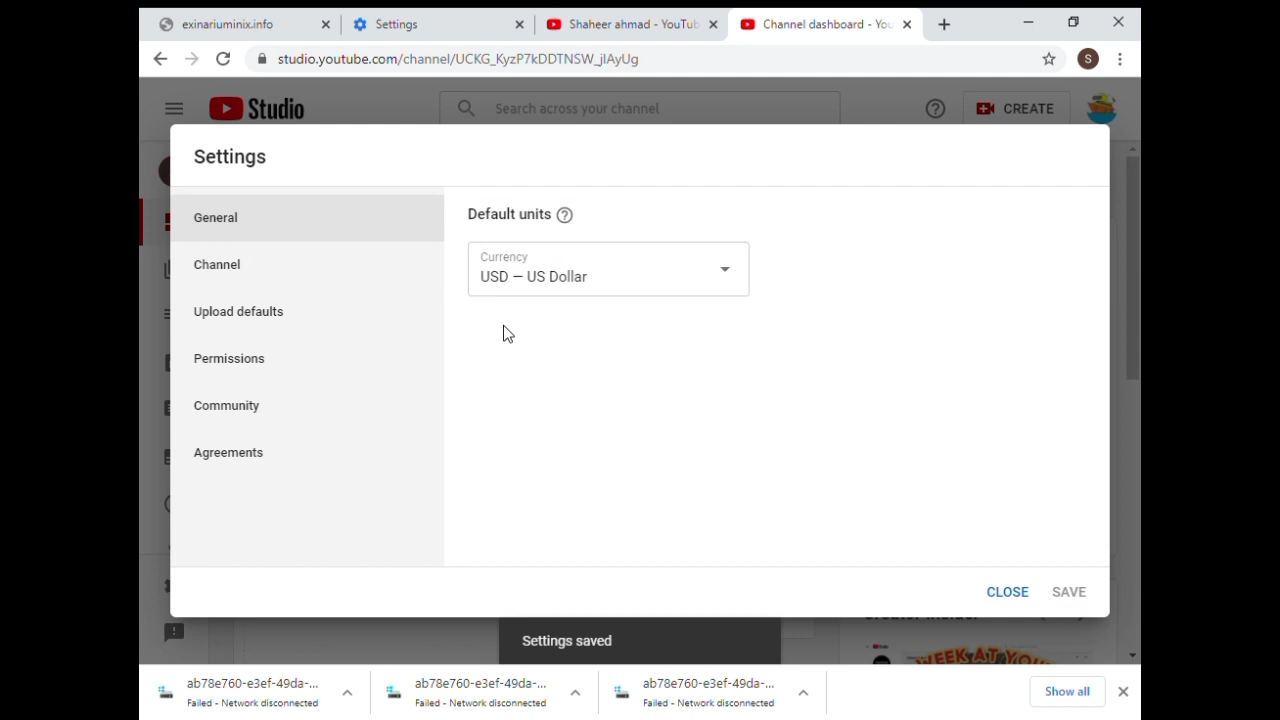 exinariuminix.info
Settings
Shaheer ahmad - YouTub
Channel dashboard - You
studio.youtube.com/channel/UCKG_KyzP7kDDTNSW_jIAyUg
S
Studio
Search across your channel
CREATE
Settings
General
Channel
Upload defaults
Permissions
Community
Agreements
Default units
Currency
USD — US Dollar
CLOSE
SAVE
Settings saved
WEEK AT YOU
ab78e760-e3ef-49da-...
Failed - Network disconnected
ab78e760-e3ef-49da-...
Failed - Network disconnected
ab78e760-e3ef-49da-...
Failed - Network disconnected
Show all